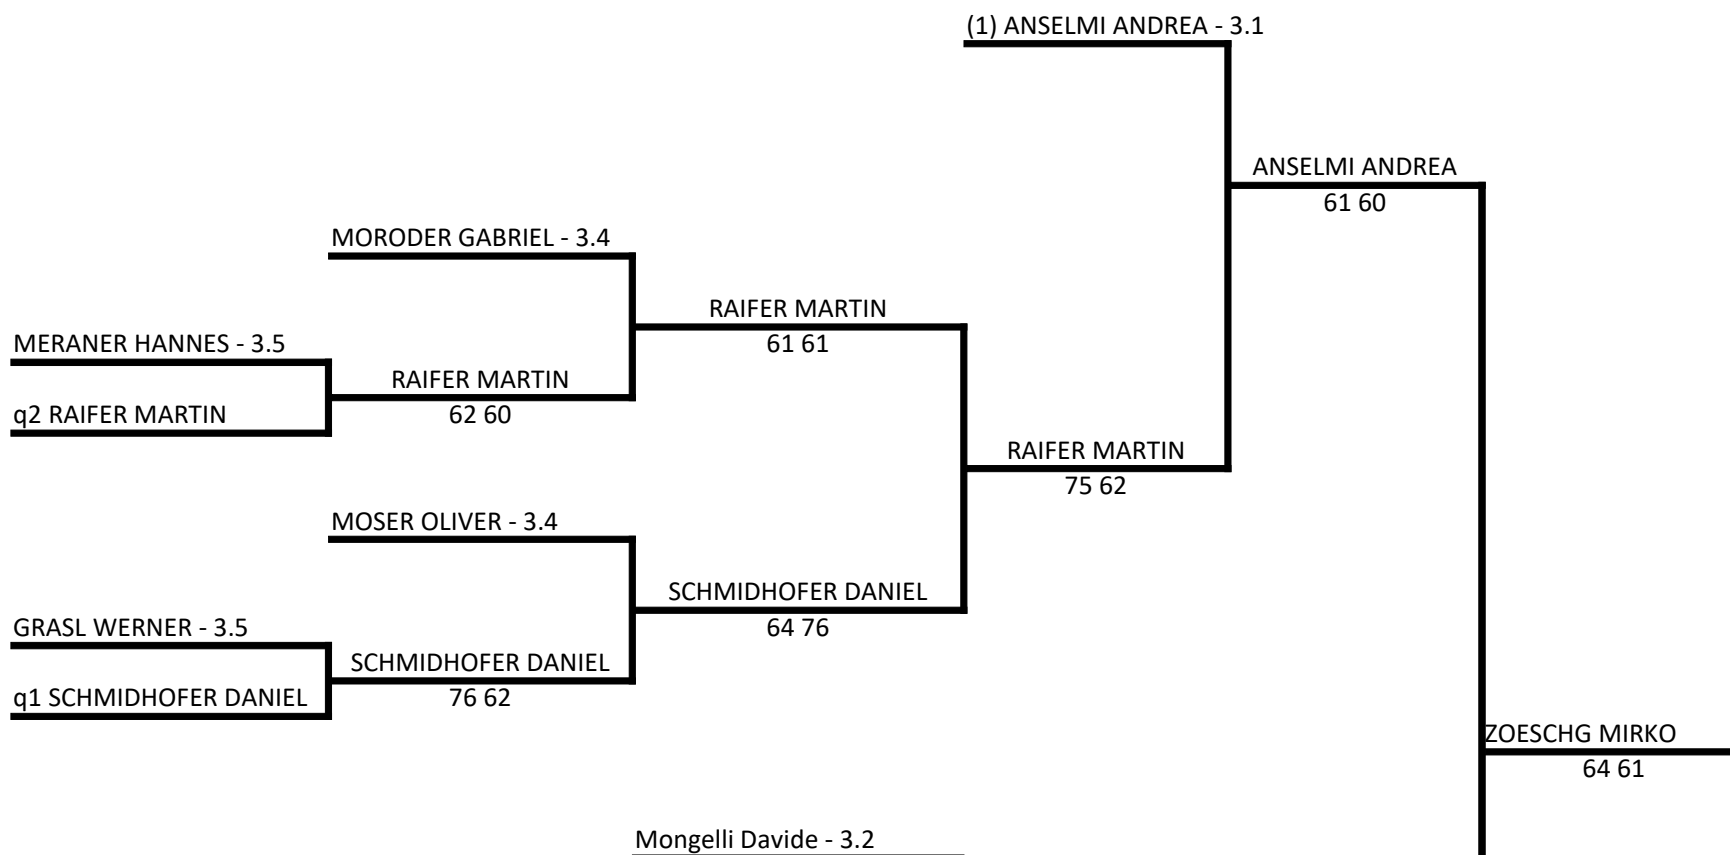 (1) ANSELMI ANDREA - 3.1
ANSELMI ANDREA
61 60
MORODER GABRIEL - 3.4
RAIFER MARTIN
61 61
MERANER HANNES - 3.5
RAIFER MARTIN
62 60
q2 RAIFER MARTIN
RAIFER MARTIN
75 62
MOSER OLIVER - 3.4
SCHMIDHOFER DANIEL
64 76
GRASL WERNER - 3.5
SCHMIDHOFER DANIEL
76 62
q1 SCHMIDHOFER DANIEL
ZOESCHG MIRKO
64 61
Mongelli Davide - 3.2